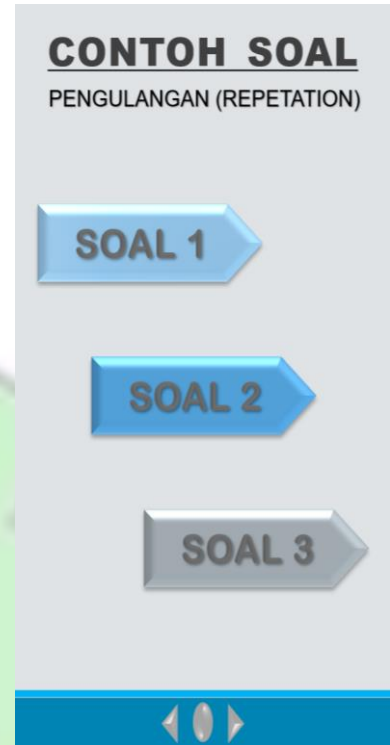 CONTOH SOAL
PENGULANGAN (REPETATION)
SOAL 1
SOAL 2
SOAL 3